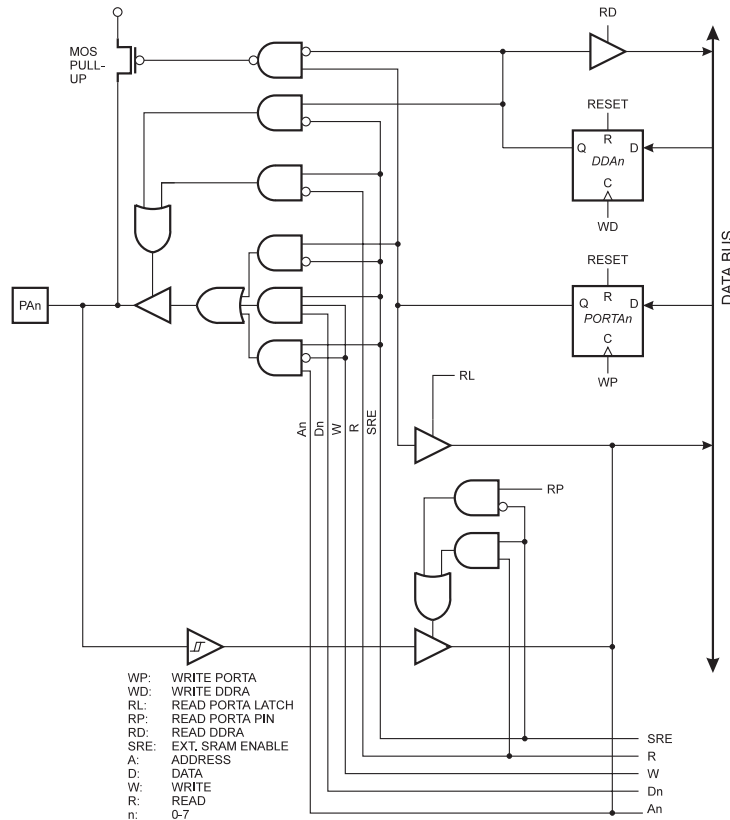 RD
MOS
PULL-
UP
RESET
R
Q
D
DDAn
C
WD
RESET
R
Q
D
PORTAn
C
WP
DATA BUS
PAn
RL
An
Dn
W
R
SRE
RP
WP: WRITE PORTA
WD: WRITE DDRA
RL: READ PORTA LATCH
RP: READ PORTA PIN
RD: READ DDRA
SRE: EXT. SRAM ENABLE
A: ADDRESS
D: DATA
W: WRITE
R: READ
n: 0-7
SRE
R
W
Dn
An